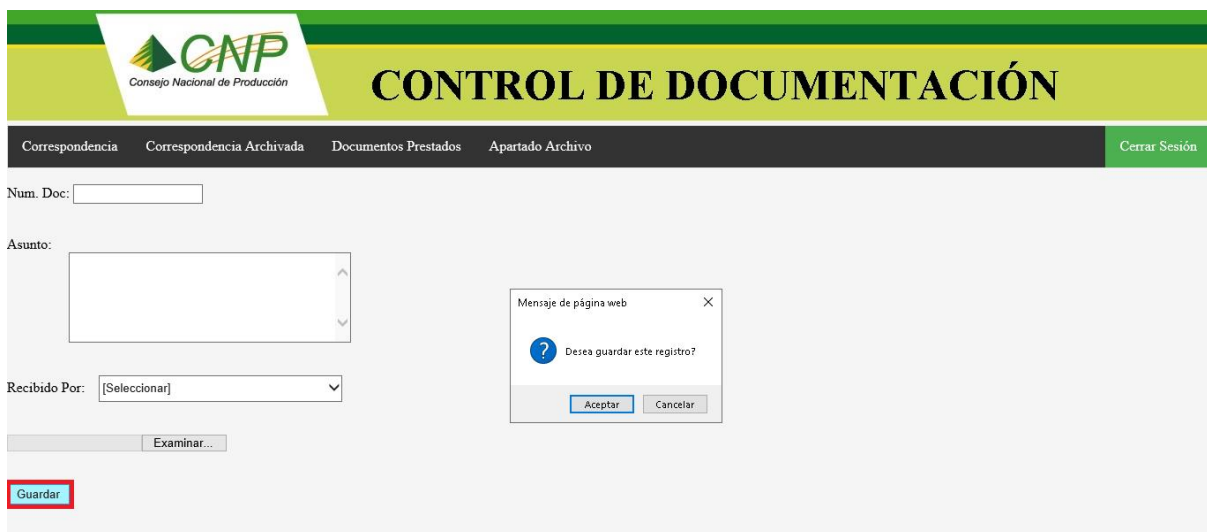 CNP
Consejo Nacional de Producción
CONTROL DE DOCUMENTACIÓN
Correspondencia Correspondencia Archivada Documentos Prestados Apartado Archivo Cerrar Sesión
Num. Doc:
Asunto:
Mensaje de página web
? Desea guardar este registro?
Recibido Por: [Seleccionar]
Aceptar Cancelar
Examinar...
Guardar